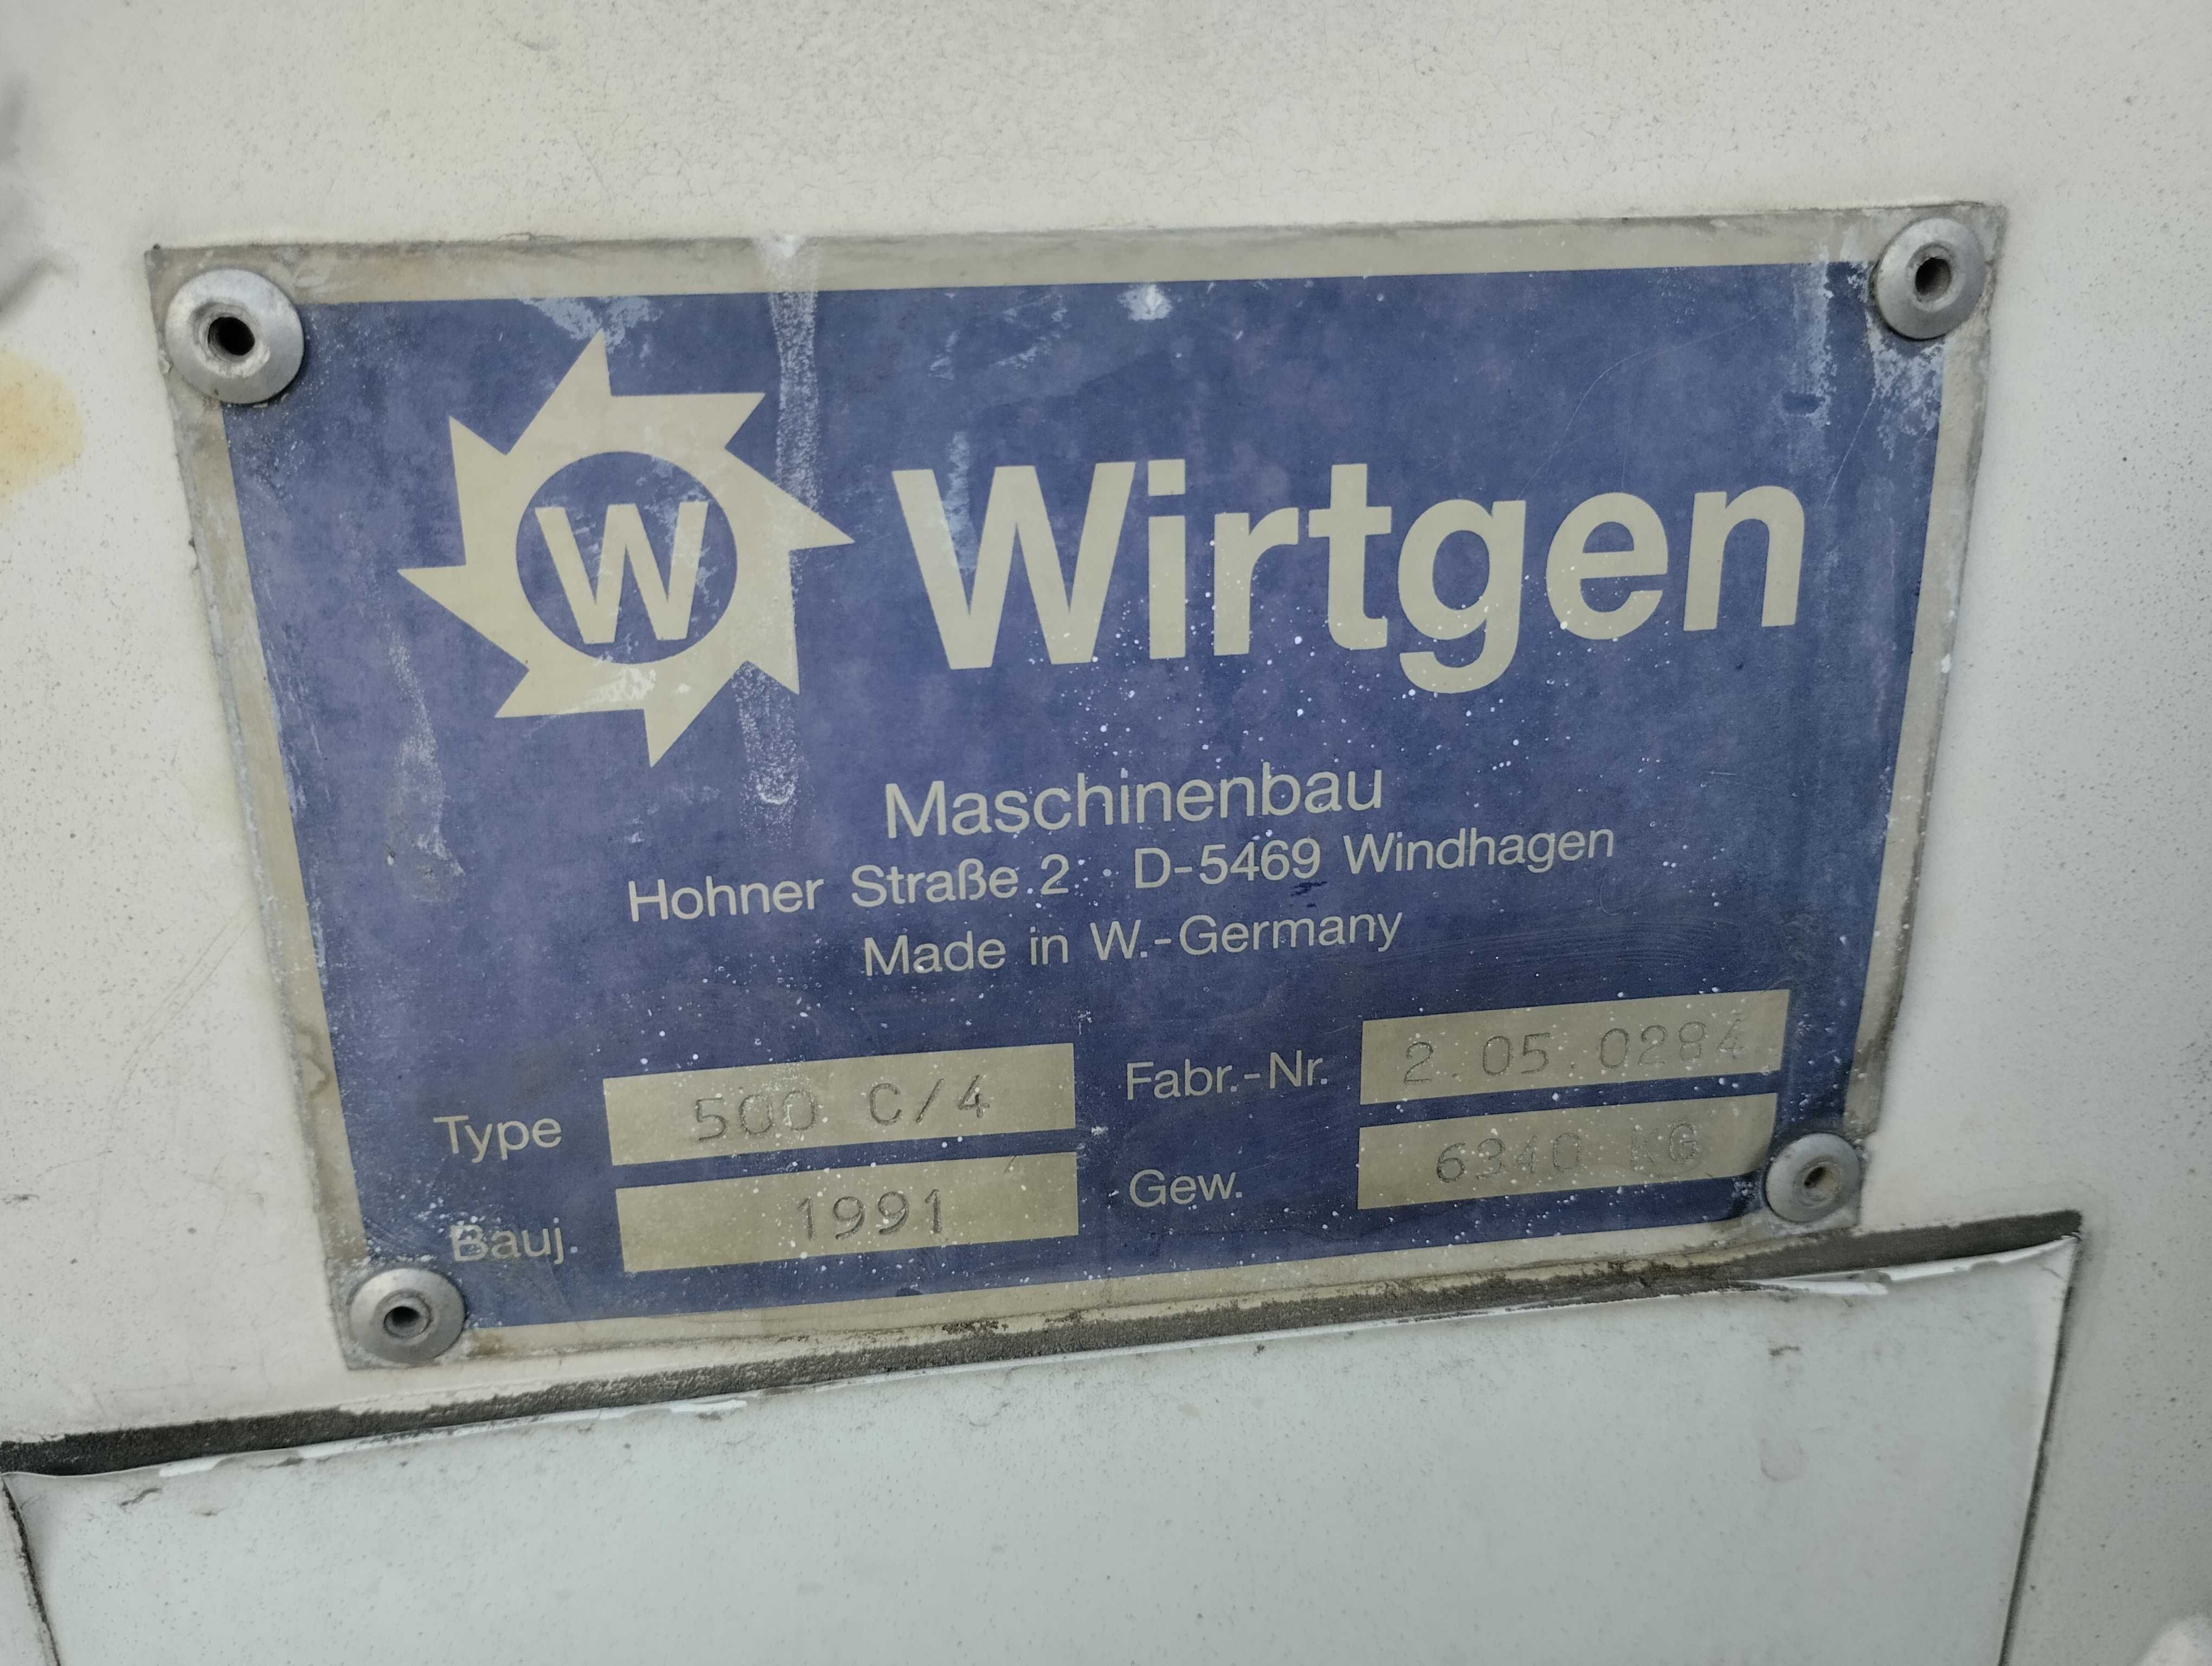 W Wirtgen
Maschinenbau
Hohner Straße 2 · D-5469 Windhagen
Made in W.-Germany
Type 500 C/4 Fabr.-Nr. 2.05.0284
Bauj. 1991 Gew. 6340 KG